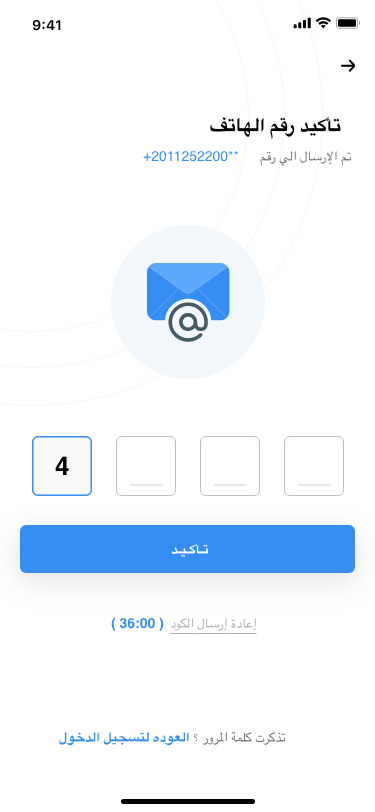 9:41
تأكيد رقم الهاتف
تم الإرسال الي رقم +2011252200**
4
تاكيد
إعادة إرسال الكود ( 36:00 )
تذكرت كلمة المرور ؟ العوده لتسجيل الدخول